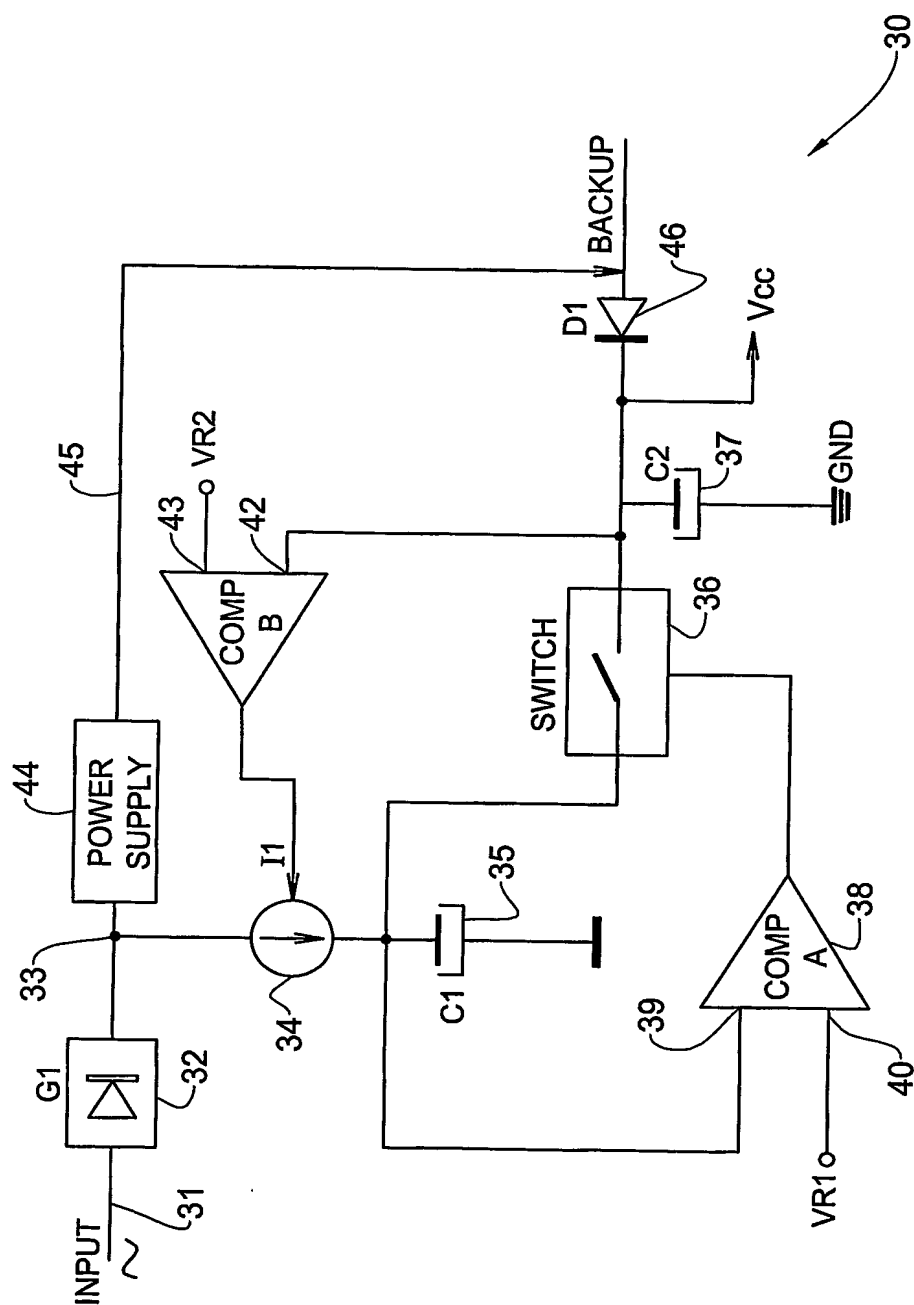 30
45
44
POWER
SUPPLY
33
G1
32
INPUT
~
31
I1
34
COMP
B
43
VR2
42
BACKUP
D1
46
Vcc
C2
37
GND
SWITCH
36
C1
35
39
COMP
A
38
40
VR1